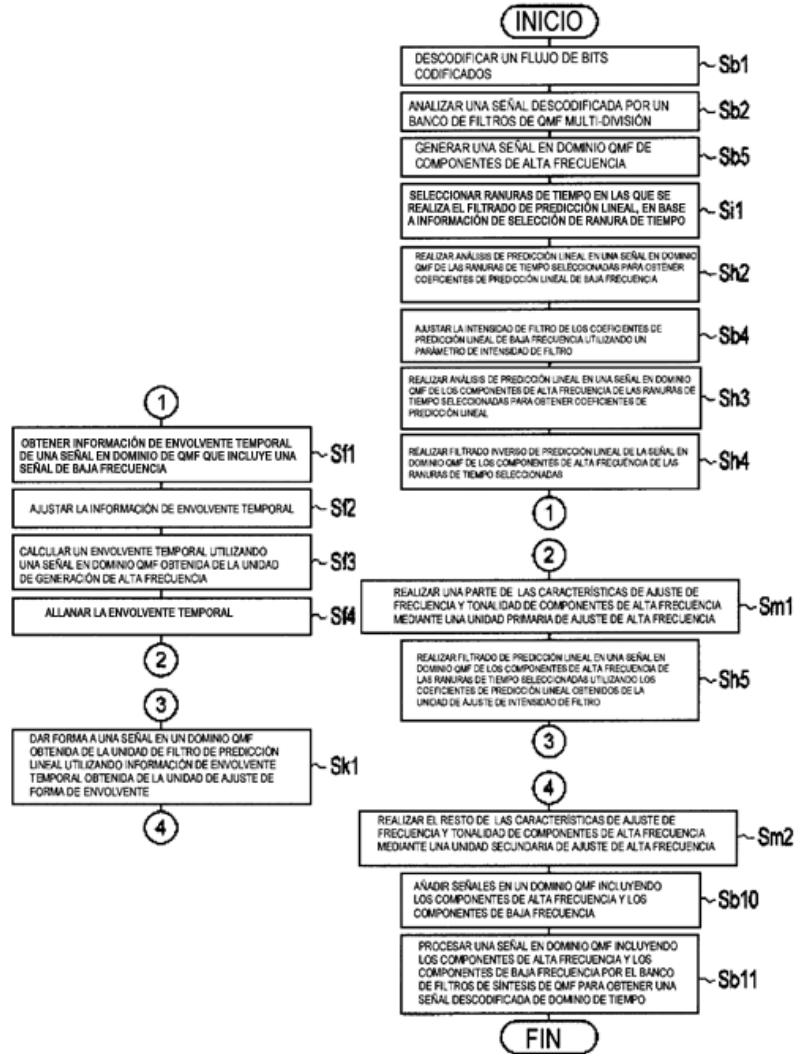 INICIO
DESCODIFICAR UN FLUJO DE BITS
CODIFICADOS
Sb1
ANALIZAR UNA SEÑAL DESCODIFICADA POR UN
BANCO DE FILTROS DE QMF MULTI-DIVISIÓN
Sb2
GENERAR UNA SEÑAL EN DOMINIO QMF DE
COMPONENTES DE ALTA FRECUENCIA
Sb5
SELECCIONAR RANURAS DE TIEMPO EN LAS QUE SE
REALIZA EL FILTRADO DE PREDICCIÓN LINEAL, EN BASE
A INFORMACIÓN DE SELECCIÓN DE RANURA DE TIEMPO
Si1
REALIZAR ANÁLISIS DE PREDICCIÓN LINEAL EN UNA SEÑAL EN DOMINIO
QMF DE LAS RANURAS DE TIEMPO SELECCIONADAS PARA OBTENER
COEFICIENTES DE PREDICCIÓN LINEAL DE BAJA FRECUENCIA
Sh2
AJUSTAR LA INTENSIDAD DE FILTRO DE LOS COEFICIENTES DE
PREDICCIÓN LINEAL DE BAJA FRECUENCIA UTILIZANDO UN
PARÁMETRO DE INTENSIDAD DE FILTRO
Sb4
REALIZAR ANÁLISIS DE PREDICCIÓN LINEAL EN UNA SEÑAL EN DOMINIO
QMF DE LOS COMPONENTES DE ALTA FRECUENCIA DE LAS RANURAS DE
TIEMPO SELECCIONADAS PARA OBTENER COEFICIENTES DE
PREDICCIÓN LINEAL
Sh3
REALIZAR FILTRADO INVERSO DE PREDICCIÓN LINEAL DE LA SEÑAL EN
DOMINIO QMF DE LOS COMPONENTES DE ALTA FRECUENCIA DE LAS
RANURAS DE TIEMPO SELECCIONADAS
Sh4
1
1
OBTENER INFORMACIÓN DE ENVOLVENTE TEMPORAL
DE UNA SEÑAL EN DOMINIO DE QMF QUE INCLUYE UNA
SEÑAL DE BAJA FRECUENCIA
Sf1
AJUSTAR LA INFORMACIÓN DE ENVOLVENTE TEMPORAL
Sf2
CALCULAR UN ENVOLVENTE TEMPORAL UTILIZANDO
UNA SEÑAL EN DOMINIO QMF OBTENIDA DE LA UNIDAD
DE GENERACIÓN DE ALTA FRECUENCIA
Sf3
ALLANAR LA ENVOLVENTE TEMPORAL
Sf4
2
2
REALIZAR UNA PARTE DE LAS CARACTERÍSTICAS DE AJUSTE DE
FRECUENCIA Y TONALIDAD DE COMPONENTES DE ALTA FRECUENCIA
MEDIANTE UNA UNIDAD PRIMARIA DE AJUSTE DE ALTA FRECUENCIA
Sm1
REALIZAR FILTRADO DE PREDICCIÓN LINEAL EN UNA SEÑAL EN
DOMINIO QMF DE LOS COMPONENTES DE ALTA FRECUENCIA DE
LAS RANURAS DE TIEMPO SELECCIONADAS UTILIZANDO LOS
COEFICIENTES DE PREDICCIÓN LINEAL OBTENIDOS DE LA
UNIDAD DE AJUSTE DE INTENSIDAD DE FILTRO
Sh5
3
3
DAR FORMA A UNA SEÑAL EN UN DOMINIO QMF
OBTENIDA DE LA UNIDAD DE FILTRO DE PREDICCIÓN
LINEAL UTILIZANDO INFORMACIÓN DE ENVOLVENTE
TEMPORAL OBTENIDA DE LA UNIDAD DE AJUSTE DE
FORMA DE ENVOLVENTE
Sk1
4
4
REALIZAR EL RESTO DE LAS CARACTERÍSTICAS DE AJUSTE DE
FRECUENCIA Y TONALIDAD DE COMPONENTES DE ALTA FRECUENCIA
MEDIANTE UNA UNIDAD SECUNDARIA DE AJUSTE DE ALTA FRECUENCIA
Sm2
AÑADIR SEÑALES EN UN DOMINIO QMF INCLUYENDO
LOS COMPONENTES DE ALTA FRECUENCIA Y LOS
COMPONENTES DE BAJA FRECUENCIA
Sb10
PROCESAR UNA SEÑAL EN DOMINIO QMF INCLUYENDO
LOS COMPONENTES DE ALTA FRECUENCIA Y LOS
COMPONENTES DE BAJA FRECUENCIA POR EL BANCO
DE FILTROS DE SÍNTESIS DE QMF PARA OBTENER UNA
SEÑAL DESCODIFICADA DE DOMINIO DE TIEMPO
Sb11
FIN